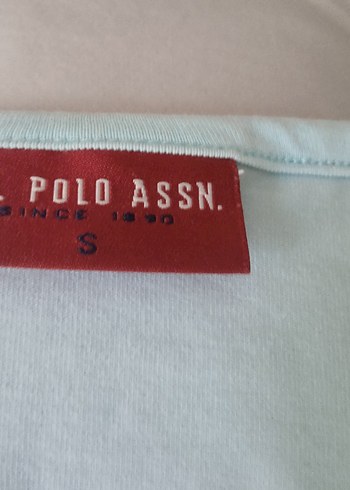 . POLO ASSN.
SINCE 1890
S